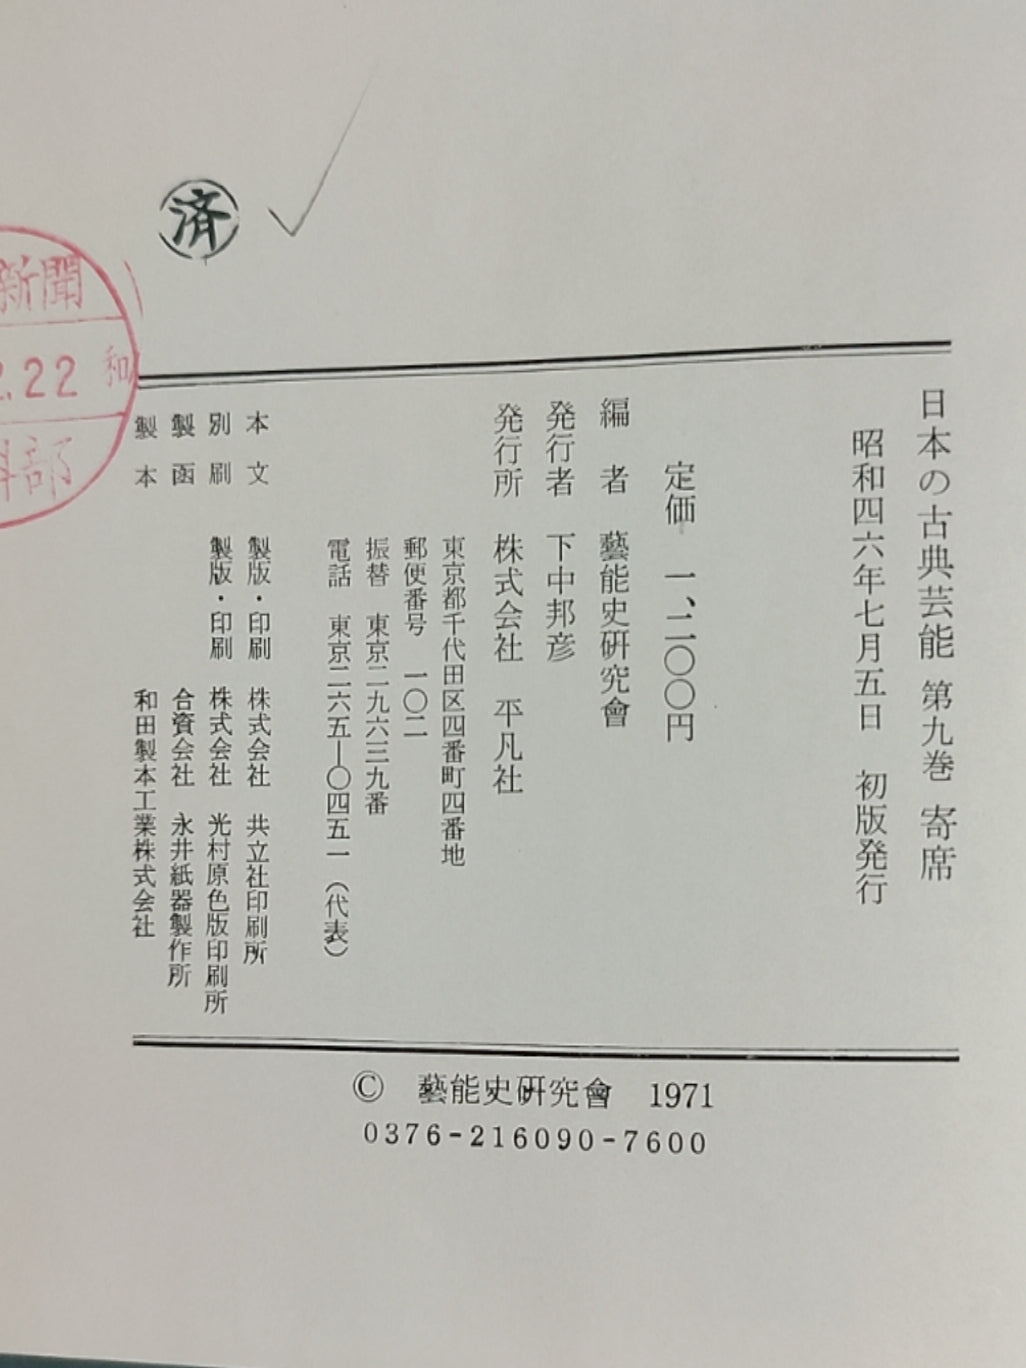 済
新聞
.22 和
部
日本の古典芸能 第九巻 寄席
昭和四六年七月五日 初版発行
定価 一、二〇〇円
編者 藝能史研究會
発行者 下中邦彦
発行所 株式会社 平凡社
東京都千代田区四番町四番地
郵便番号 一〇二
振替 東京二九六三九番
電話 東京二六五―〇四五一（代表）
本文 製版・印刷 株式会社 共立社印刷所
別刷 製版・印刷 株式会社 光村原色版印刷所
製函 合資会社 永井紙器製作所
製本 和田製本工業株式会社
© 藝能史研究會 1971
0376-216090-7600